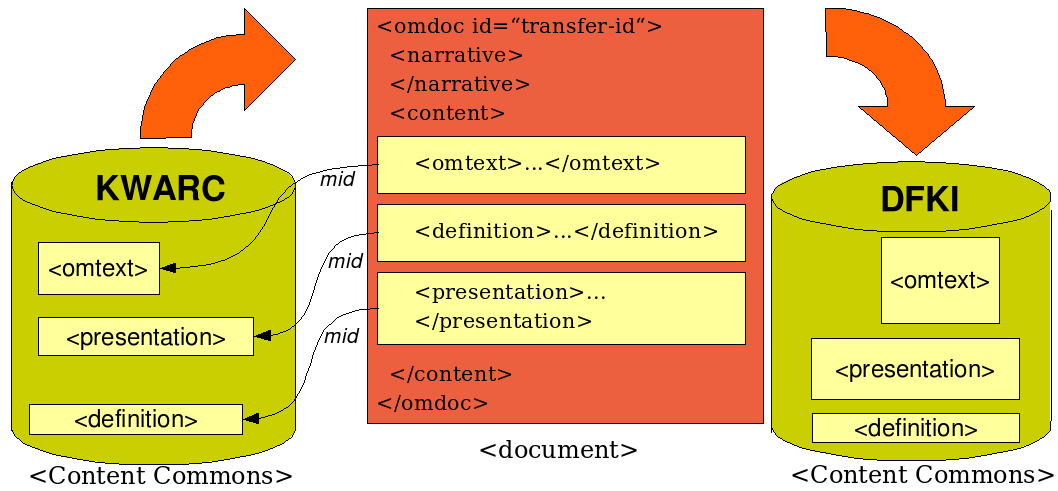 <omdoc id=“transfer-id“>
<narrative>
</narrative>
<content>
<omtext>...</omtext>
<definition>...</definition>
<presentation>...
</presentation>
</content>
</omdoc>
<document>
KWARC
<omtext>
<presentation>
<definition>
<Content Commons>
mid
mid
mid
DFKI
<omtext>
<presentation>
<definition>
<Content Commons>